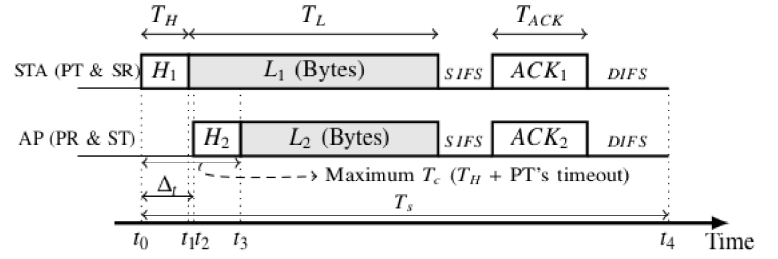 T_H T_L T_ACK
STA (PT & SR) H_1 L_1 (Bytes) SIFS ACK_1 DIFS
AP (PR & ST) H_2 L_2 (Bytes) SIFS ACK_2 DIFS
Maximum T_c (T_H + PT's timeout)
Δ_t T_s
t_0 t_1 t_2 t_3 t_4 Time